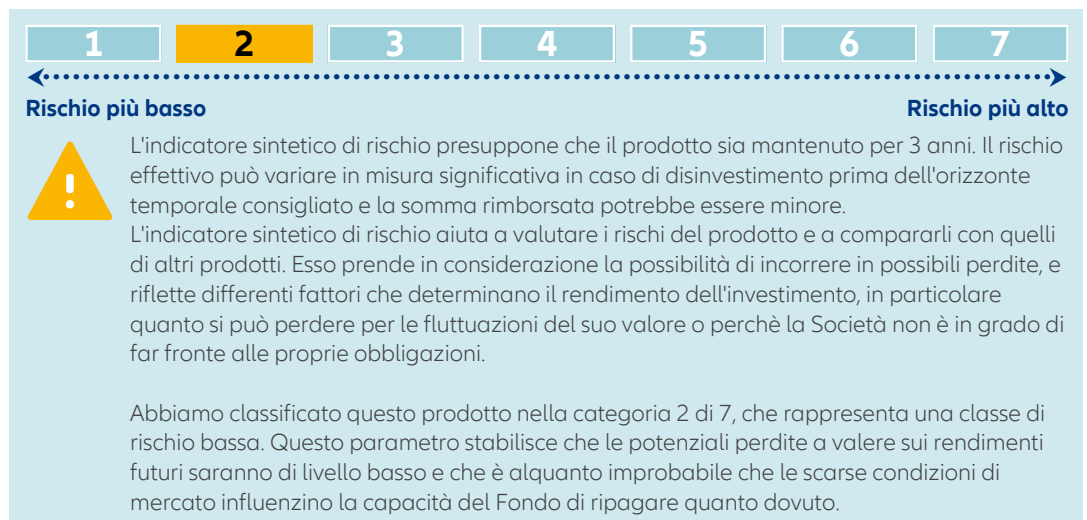 1 2 3 4 5 6 7
Rischio più basso Rischio più alto
L'indicatore sintetico di rischio presuppone che il prodotto sia mantenuto per 3 anni. Il rischio
effettivo può variare in misura significativa in caso di disinvestimento prima dell'orizzonte
temporale consigliato e la somma rimborsata potrebbe essere minore.
L'indicatore sintetico di rischio aiuta a valutare i rischi del prodotto e a compararli con quelli
di altri prodotti. Esso prende in considerazione la possibilità di incorrere in possibili perdite, e
riflette differenti fattori che determinano il rendimento dell'investimento, in particolare
quanto si può perdere per le fluttuazioni del suo valore o perchè la Società non è in grado di
far fronte alle proprie obbligazioni.
Abbiamo classificato questo prodotto nella categoria 2 di 7, che rappresenta una classe di
rischio bassa. Questo parametro stabilisce che le potenziali perdite a valere sui rendimenti
futuri saranno di livello basso e che è alquanto improbabile che le scarse condizioni di
mercato influenzino la capacità del Fondo di ripagare quanto dovuto.